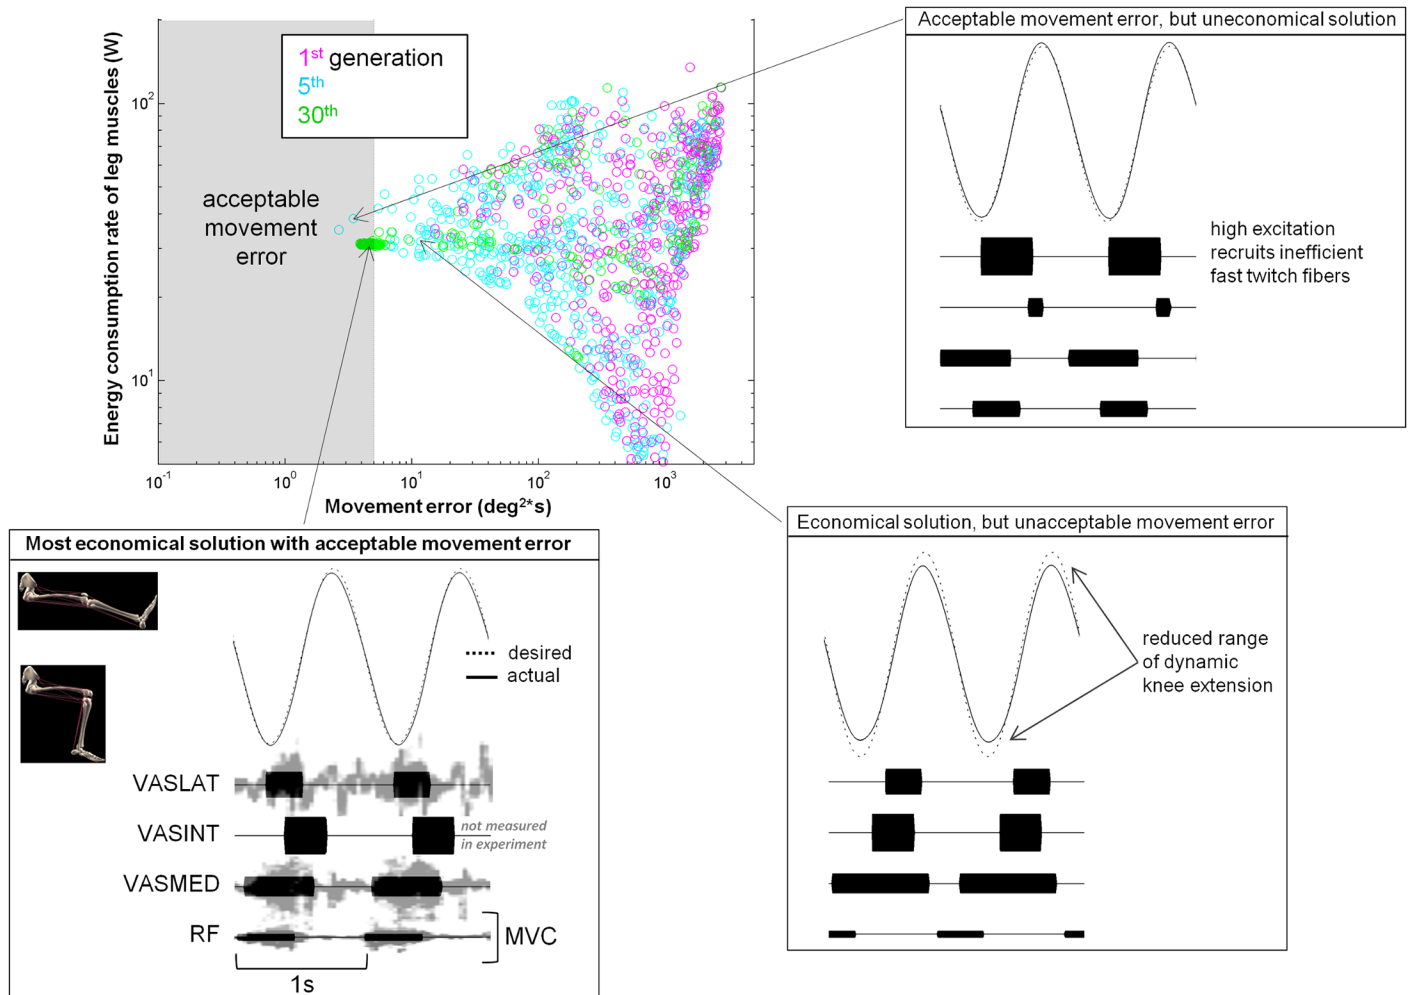 Acceptable movement error, but uneconomical solution
high excitation
recruits inefficient
fast twitch fibers
Energy consumption rate of leg muscles (W)
10²
10¹
1st generation
5th
30th
acceptable
movement
error
10⁻¹
10⁰
10¹
10²
10³
Movement error (deg²*s)
Most economical solution with acceptable movement error
desired
actual
VASLAT
VASINT
not measured
in experiment
VASMED
RF
MVC
1s
Economical solution, but unacceptable movement error
reduced range
of dynamic
knee extension